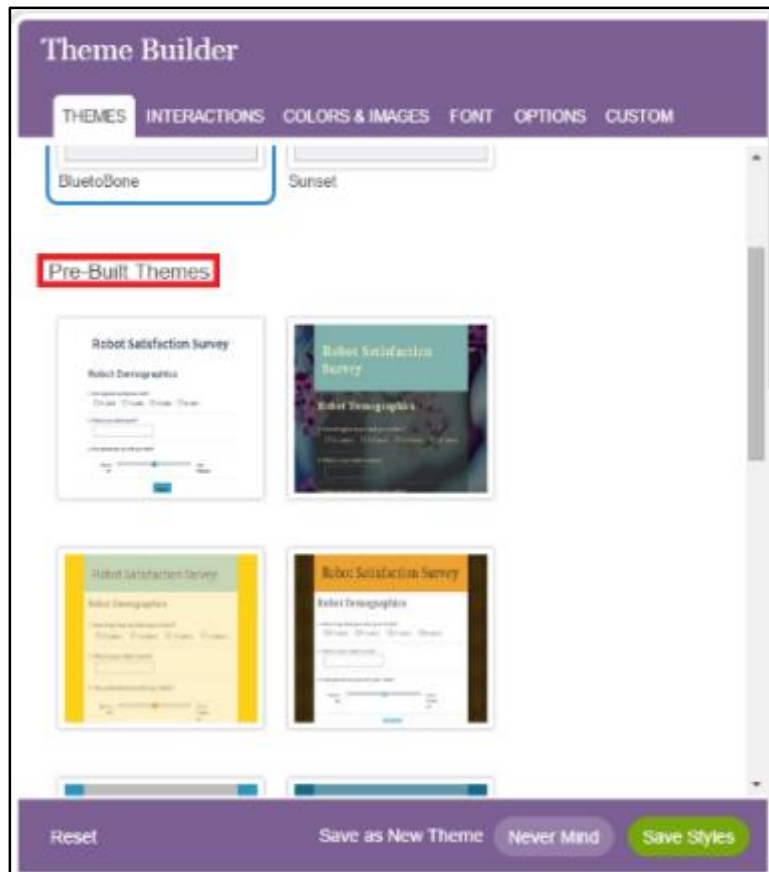 Theme Builder
THEMES INTERACTIONS COLORS & IMAGES FONT OPTIONS CUSTOM
BluetoBone Sunset
Pre-Built Themes
Robot Satisfaction Survey
Robot Demographics
Robot Satisfaction
Survey
Robot Demographics
Robot Satisfaction Survey
Robot Demographics
Robot Satisfaction Survey
Robot Demographics
Reset Save as New Theme Never Mind Save Styles